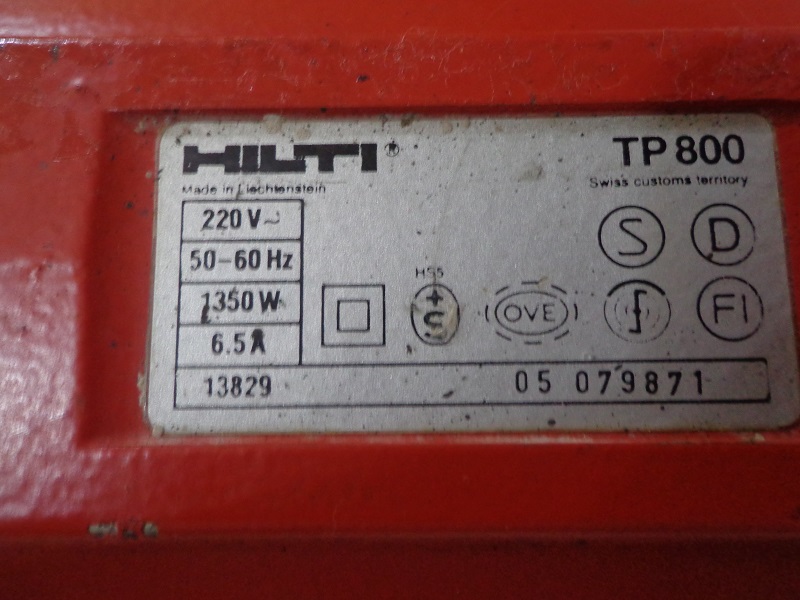 HILTI®
TP 800
Made in Liechtenstein
Swiss customs territory
220 V~
50-60 Hz
1350 W
6.5 A
S
D
HS5
+S
OVE
FI
13829
05 079871